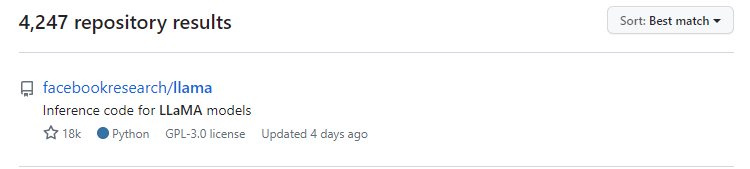 4,247 repository results
Sort: Best match
facebookresearch/llama
Inference code for LLaMA models
18k Python GPL-3.0 license Updated 4 days ago